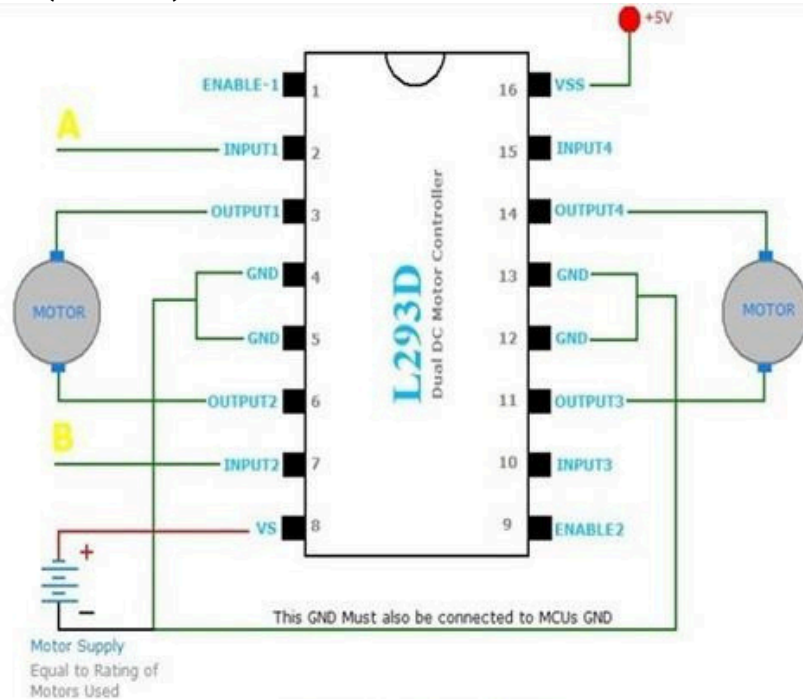 +5V
ENABLE-1
1
16
VSS
A
INPUT1
2
15
INPUT4
OUTPUT1
3
14
OUTPUT4
GND
4
13
GND
MOTOR
L293D
Dual DC Motor Controller
MOTOR
GND
5
12
GND
OUTPUT2
6
11
OUTPUT3
B
INPUT2
7
10
INPUT3
VS
8
9
ENABLE2
+
−
This GND Must also be connected to MCUs GND
Motor Supply
Equal to Rating of
Motors Used